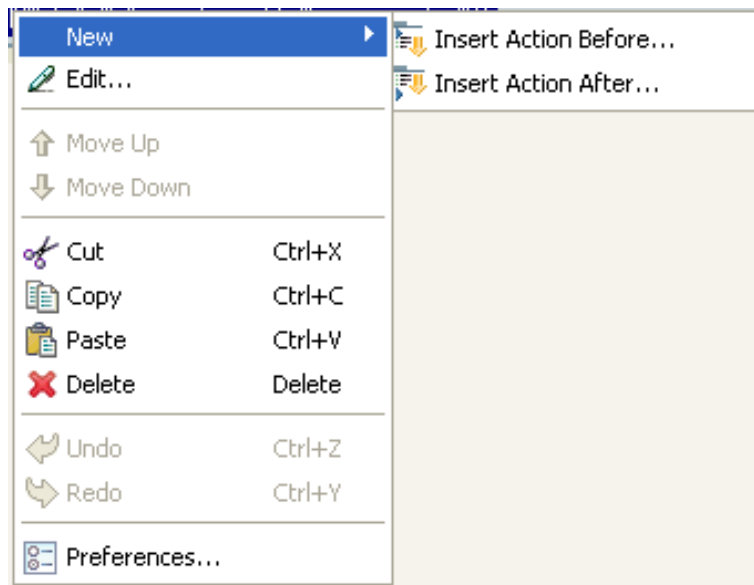 New
Insert Action Before...
Edit...
Insert Action After...
Move Up
Move Down
Cut Ctrl+X
Copy Ctrl+C
Paste Ctrl+V
Delete Delete
Undo Ctrl+Z
Redo Ctrl+Y
Preferences...